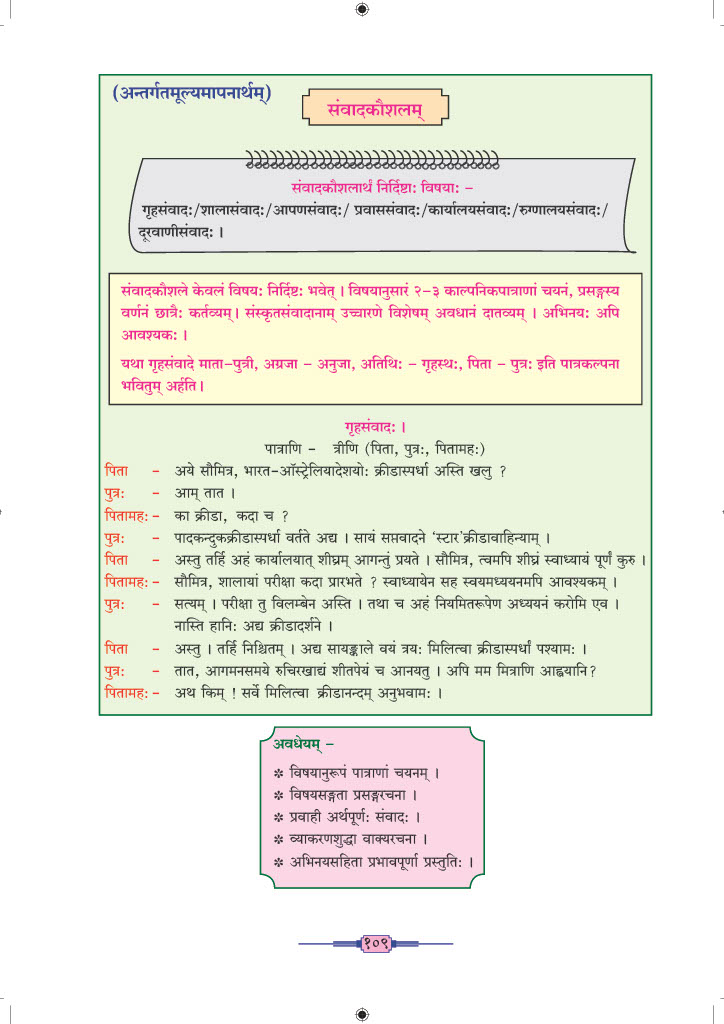 (अन्तर्गतमूल्यमापनार्थम्)
संवादकौशलम्
संवादकौशलार्थं निर्दिष्टाः विषयाः –
गृहसंवादः/शालासंवादः/आपणसंवादः/ प्रवाससंवादः/कार्यालयसंवादः/रुग्णालयसंवादः/
दूरवाणीसंवादः ।
संवादकौशले केवलं विषयः निर्दिष्टः भवेत् । विषयानुसारं २–३ काल्पनिकपात्राणां चयनं, प्रसङ्गस्य
वर्णनं छात्रैः कर्तव्यम् । संस्कृतसंवादानाम् उच्चारणे विशेषम् अवधानं दातव्यम् । अभिनयः अपि
आवश्यकः ।
यथा गृहसंवादे माता–पुत्री, अग्रजा – अनुजा, अतिथिः – गृहस्थः, पिता – पुत्रः इति पात्रकल्पना
भवितुम् अर्हति ।
गृहसंवादः ।
पात्राणि – त्रीणि (पिता, पुत्रः, पितामहः)
पिता – अये सौमित्र, भारत–ऑस्ट्रेलियादेशयोः क्रीडास्पर्धा अस्ति खलु ?
पुत्रः – आम् तात ।
पितामहः – का क्रीडा, कदा च ?
पुत्रः – पादकन्दुकक्रीडास्पर्धा वर्तते अद्य । सायं सप्तवादने ‘स्टार’क्रीडावाहिन्याम् ।
पिता – अस्तु तर्हि अहं कार्यालयात् शीघ्रम् आगन्तुं प्रयते । सौमित्र, त्वमपि शीघ्रं स्वाध्यायं पूर्णं कुरु ।
पितामहः – सौमित्र, शालायां परीक्षा कदा प्रारभते ? स्वाध्यायेन सह स्वयमध्ययनमपि आवश्यकम् ।
पुत्रः – सत्यम् । परीक्षा तु विलम्बेन अस्ति । तथा च अहं नियमितरूपेण अध्ययनं करोमि एव ।
नास्ति हानिः अद्य क्रीडादर्शने ।
पिता – अस्तु । तर्हि निश्चितम् । अद्य सायङ्काले वयं त्रयः मिलित्वा क्रीडास्पर्धां पश्यामः ।
पुत्रः – तात, आगमनसमये रुचिरखाद्यं शीतपेयं च आनयतु । अपि मम मित्राणि आह्वयानि?
पितामहः – अथ किम् ! सर्वे मिलित्वा क्रीडानन्दम् अनुभवामः ।
अवधेयम् –
✽ विषयानुरूपं पात्राणां चयनम् ।
✽ विषयसङ्गता प्रसङ्गरचना ।
✽ प्रवाही अर्थपूर्णः संवादः ।
✽ व्याकरणशुद्धा वाक्यरचना ।
✽ अभिनयसहिता प्रभावपूर्णा प्रस्तुतिः ।
१०९